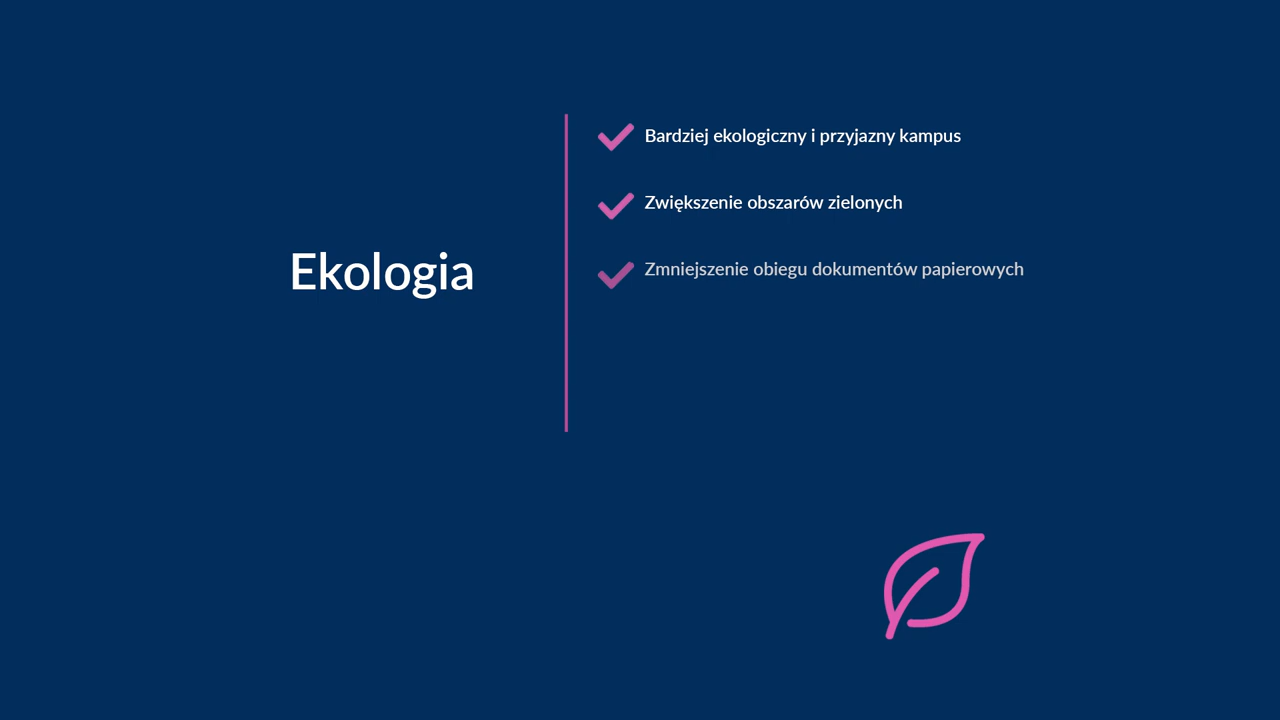 Ekologia
Bardziej ekologiczny i przyjazny kampus
Zwiększenie obszarów zielonych
Zmniejszenie obiegu dokumentów papierowych